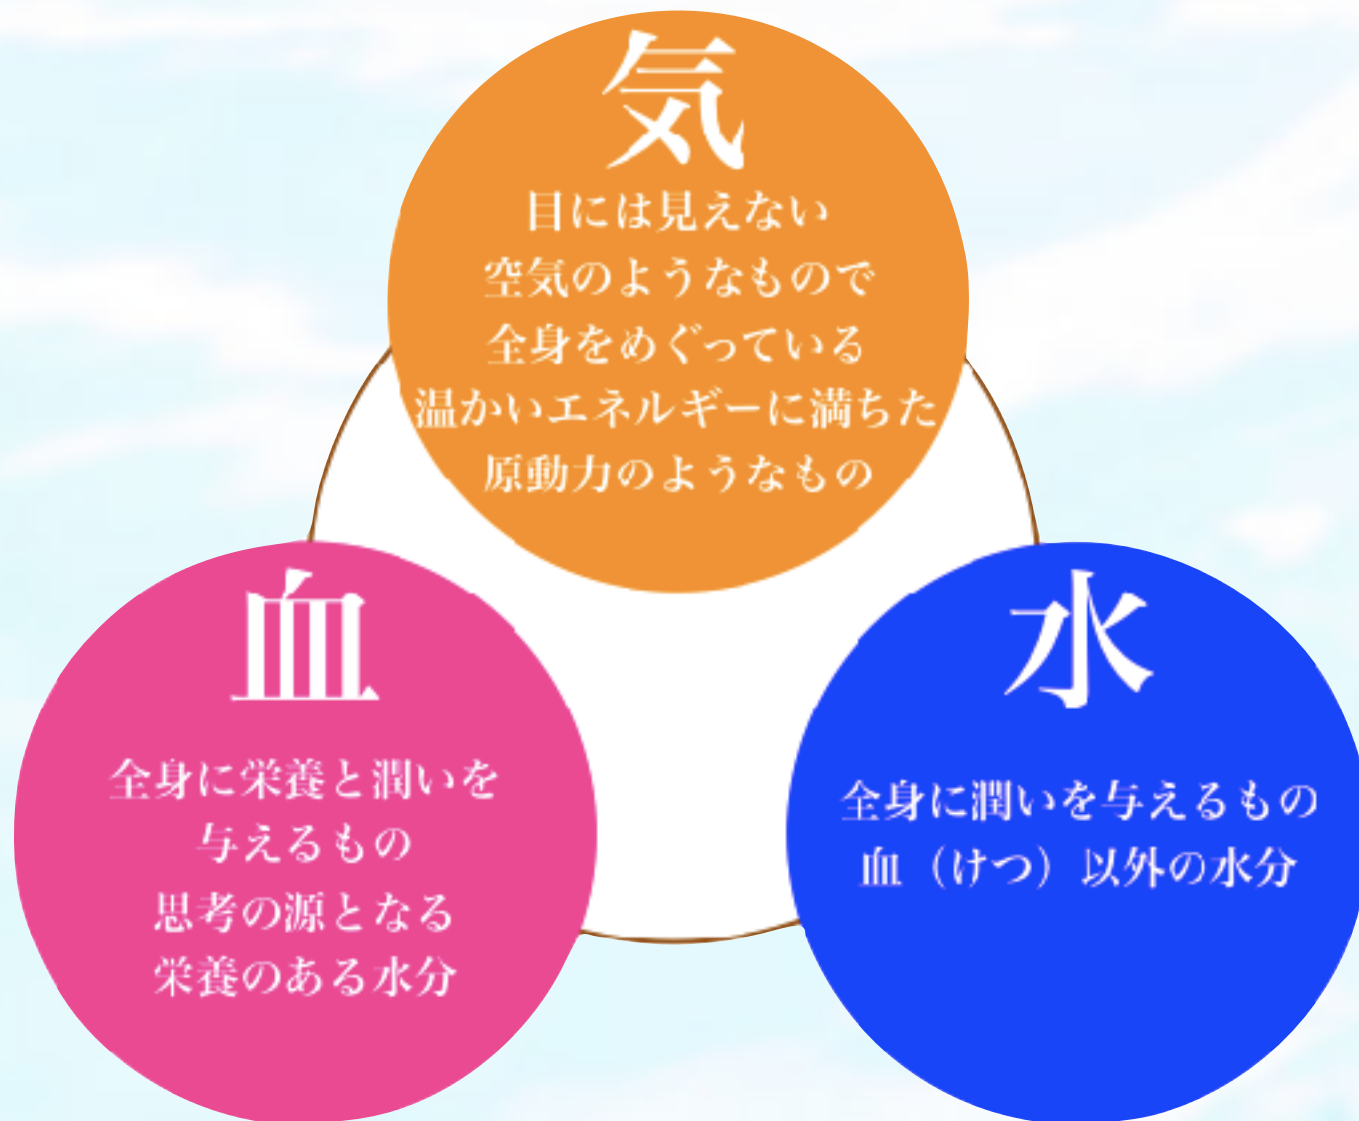 気
目には見えない
空気のようなもので
全身をめぐっている
温かいエネルギーに満ちた
原動力のようなもの
血
全身に栄養と潤いを
与えるもの
思考の源となる
栄養のある水分
水
全身に潤いを与えるもの
血（けつ）以外の水分